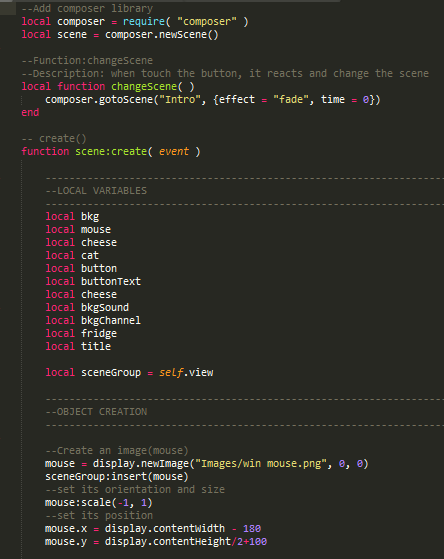 --Add composer library
local composer = require( "composer" )
local scene = composer.newScene()
--Function:changeScene
--Description: when touch the button, it reacts and change the scene
local function changeScene( )
composer.gotoScene("Intro", {effect = "fade", time = 0})
end
-- create()
function scene:create( event )
--------------------------------------------------------------------
--LOCAL VARIABLES
--------------------------------------------------------------------
local bkg
local mouse
local cheese
local cat
local button
local buttonText
local cheese
local bkgSound
local bkgChannel
local fridge
local title
local sceneGroup = self.view
--------------------------------------------------------------------
--OBJECT CREATION
--------------------------------------------------------------------
--Create an image(mouse)
mouse = display.newImage("Images/win mouse.png", 0, 0)
sceneGroup:insert(mouse)
--set its orientation and size
mouse:scale(-1, 1)
--set its position
mouse.x = display.contentWidth - 180
mouse.y = display.contentHeight/2+100